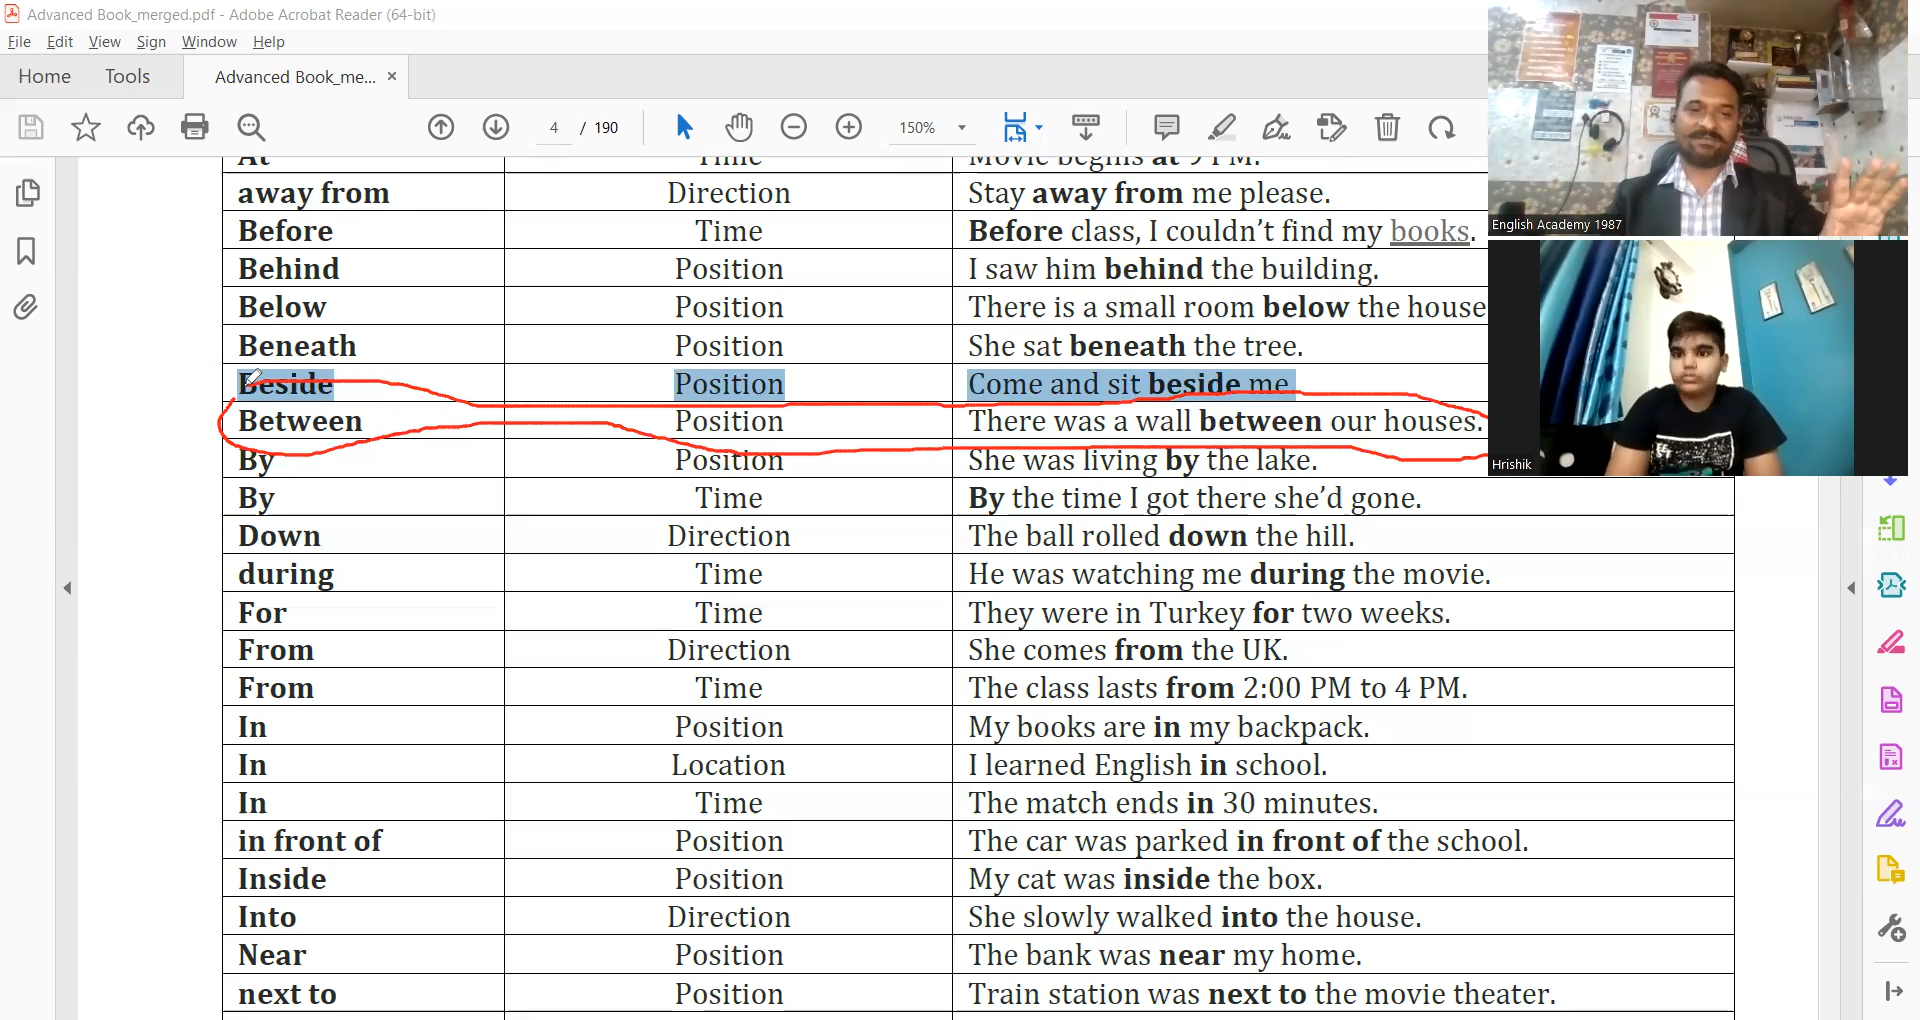 Advanced Book_merged.pdf - Adobe Acrobat Reader (64-bit)
File Edit View Sign Window Help
Home Tools Advanced Book_me... ×
4 / 190 150%
At Time Movie begins at 9 PM.
away from Direction Stay away from me please.
Before Time Before class, I couldn’t find my books.
Behind Position I saw him behind the building.
Below Position There is a small room below the house
Beneath Position She sat beneath the tree.
Beside Position Come and sit beside me
Between Position There was a wall between our houses.
By Position She was living by the lake.
By Time By the time I got there she’d gone.
Down Direction The ball rolled down the hill.
during Time He was watching me during the movie.
For Time They were in Turkey for two weeks.
From Direction She comes from the UK.
From Time The class lasts from 2:00 PM to 4 PM.
In Position My books are in my backpack.
In Location I learned English in school.
In Time The match ends in 30 minutes.
in front of Position The car was parked in front of the school.
Inside Position My cat was inside the box.
Into Direction She slowly walked into the house.
Near Position The bank was near my home.
next to Position Train station was next to the movie theater.
English Academy 1987
Hrishik